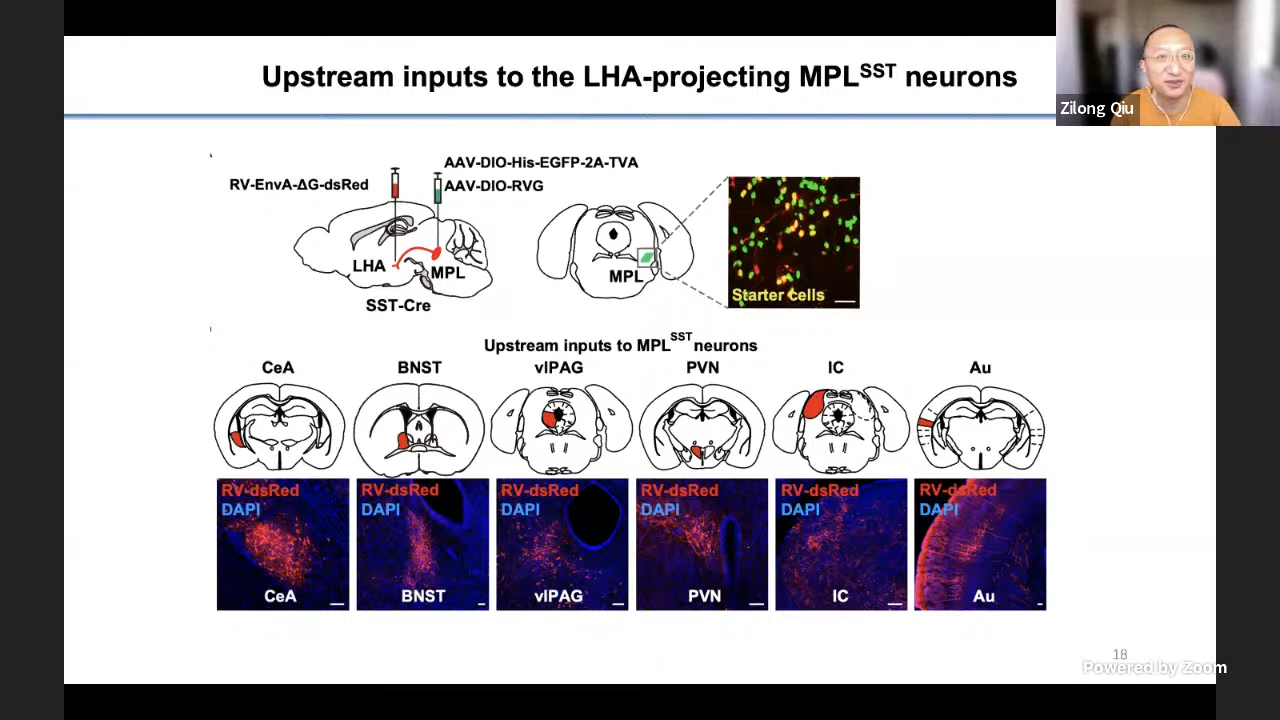 Upstream inputs to the LHA-projecting MPLSST neurons
Zilong Qiu
AAV-DIO-His-EGFP-2A-TVA
RV-EnvA-ΔG-dsRed
AAV-DIO-RVG
LHA
MPL
SST-Cre
MPL
Starter cells
Upstream inputs to MPLSST neurons
CeA
BNST
vlPAG
PVN
IC
Au
RV-dsRed
DAPI
CeA
RV-dsRed
DAPI
BNST
RV-dsRed
DAPI
vlPAG
RV-dsRed
DAPI
PVN
RV-dsRed
DAPI
IC
RV-dsRed
DAPI
Au
18
Powered by Zoom